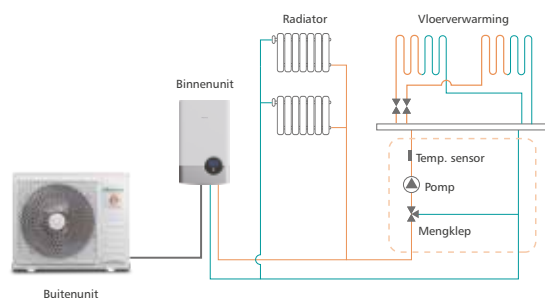 Radiator
Vloerverwarming
Binnenunit
Temp. sensor
Pomp
Mengklep
Buitenunit